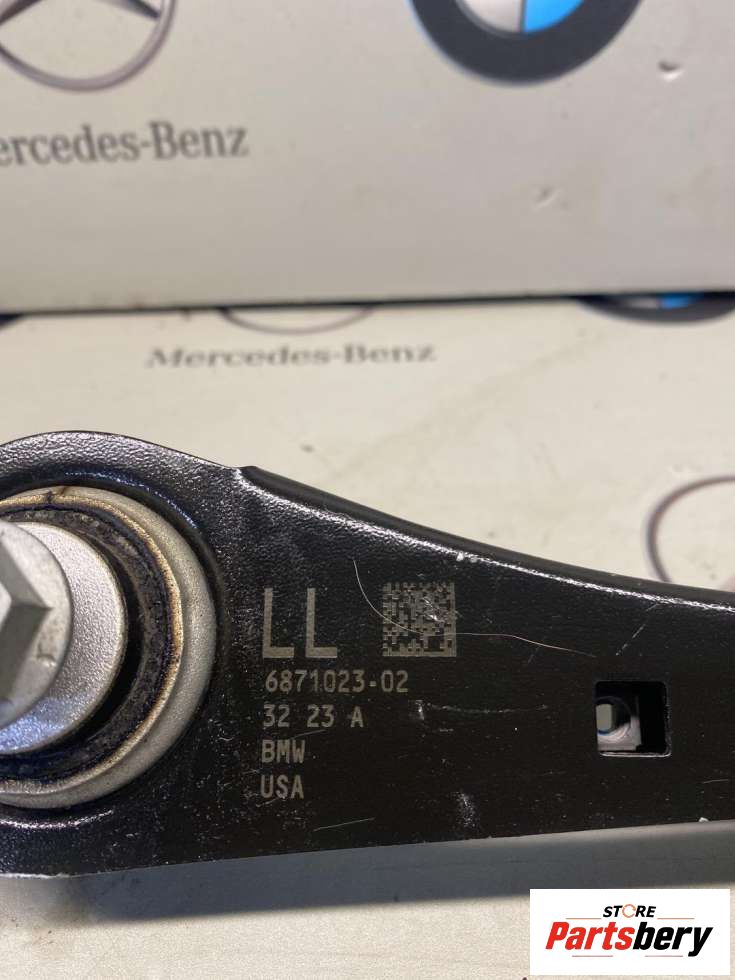 ercedes-Benz
Mercedes-Benz
LL
6871023-02
32 23 A
BMW
USA
STORE
Partsbery